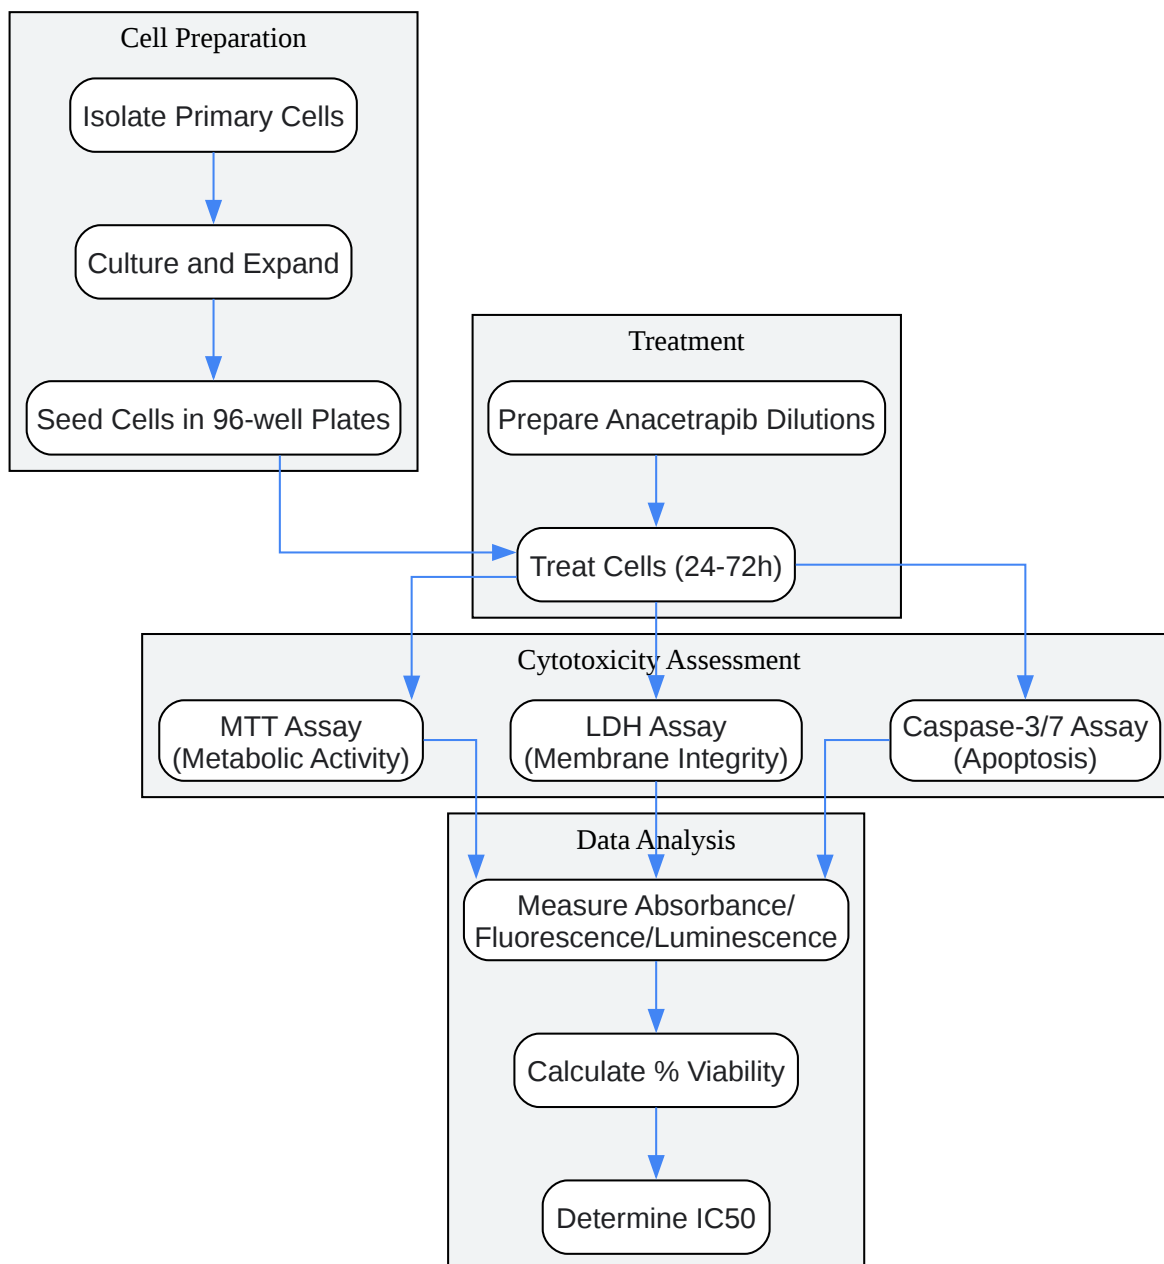 Cell Preparation
Isolate Primary Cells
Culture and Expand
Seed Cells in 96-well Plates
Treatment
Prepare Anacetrapib Dilutions
Treat Cells (24-72h)
Cytotoxicity Assessment
MTT Assay
(Metabolic Activity)
LDH Assay
(Membrane Integrity)
Caspase-3/7 Assay
(Apoptosis)
Data Analysis
Measure Absorbance/
Fluorescence/Luminescence
Calculate % Viability
Determine IC50